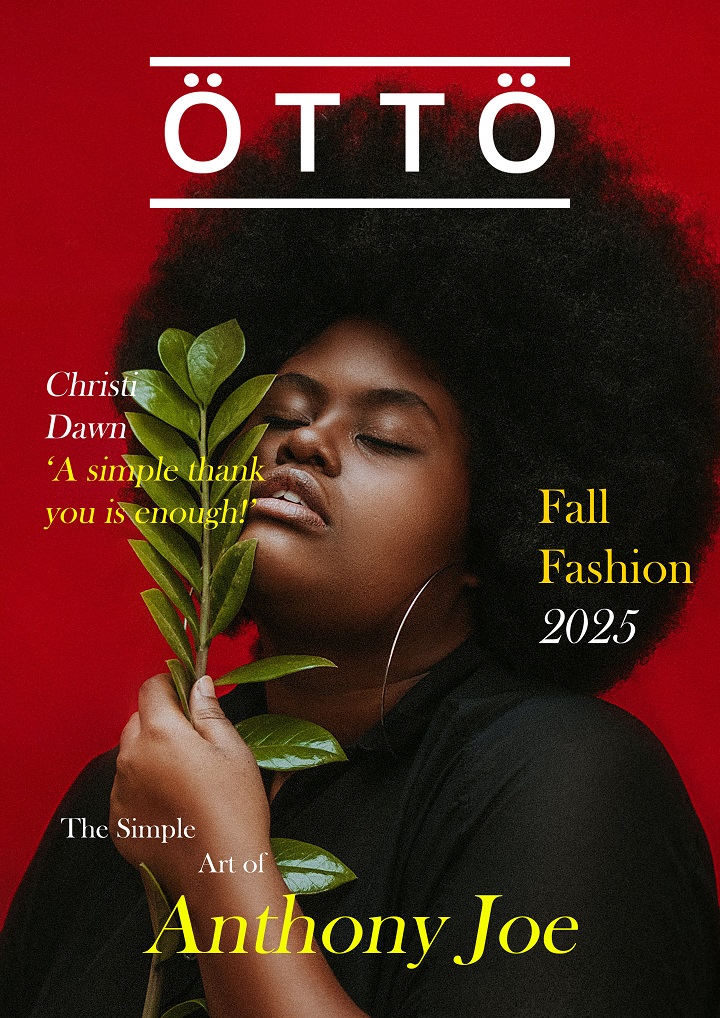 ÖTTÖ
Christi
Dawn
‘A simple thank
you is enough!’
Fall
Fashion
2025
The Simple
Art of
Anthony Joe